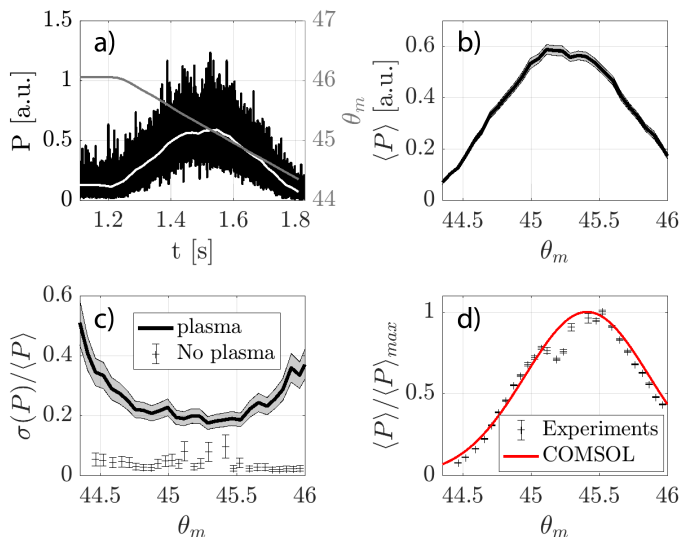 a)
P [a.u.]
1.5
1
0.5
0
1.2 1.4 1.6 1.8
t [s]
47
46
45
44
θm
b)
⟨P⟩ [a.u.]
0.6
0.4
0.2
0
44.5 45 45.5 46
θm
c)
plasma
No plasma
σ(P)/⟨P⟩
0.6
0.4
0.2
0
44.5 45 45.5 46
θm
d)
⟨P⟩/⟨P⟩max
1
0.5
0
Experiments
COMSOL
44.5 45 45.5 46
θm